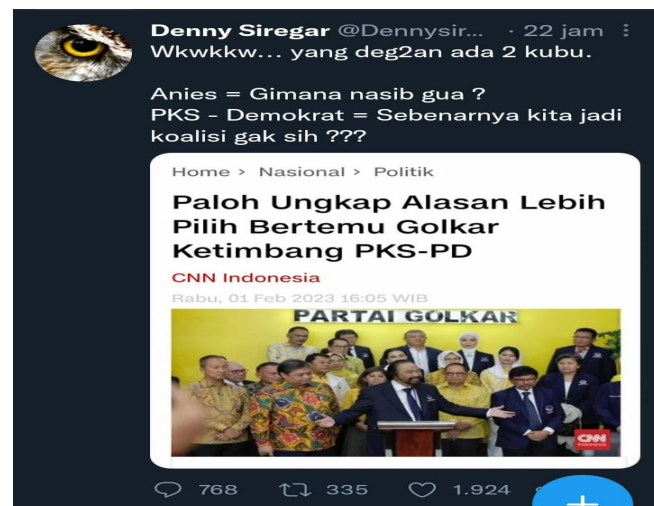 Denny Siregar @Dennysir... · 22 jam
Wkwkkw... yang deg2an ada 2 kubu.
Anies = Gimana nasib gua ?
PKS - Demokrat = Sebenarnya kita jadi
koalisi gak sih ???
Home > Nasional > Politik
Paloh Ungkap Alasan Lebih
Pilih Bertemu Golkar
Ketimbang PKS-PD
CNN Indonesia
Rabu, 01 Feb 2023 16:05 WIB
PARTAI GOLKAR
CNN
Indonesia
768 335 1.924